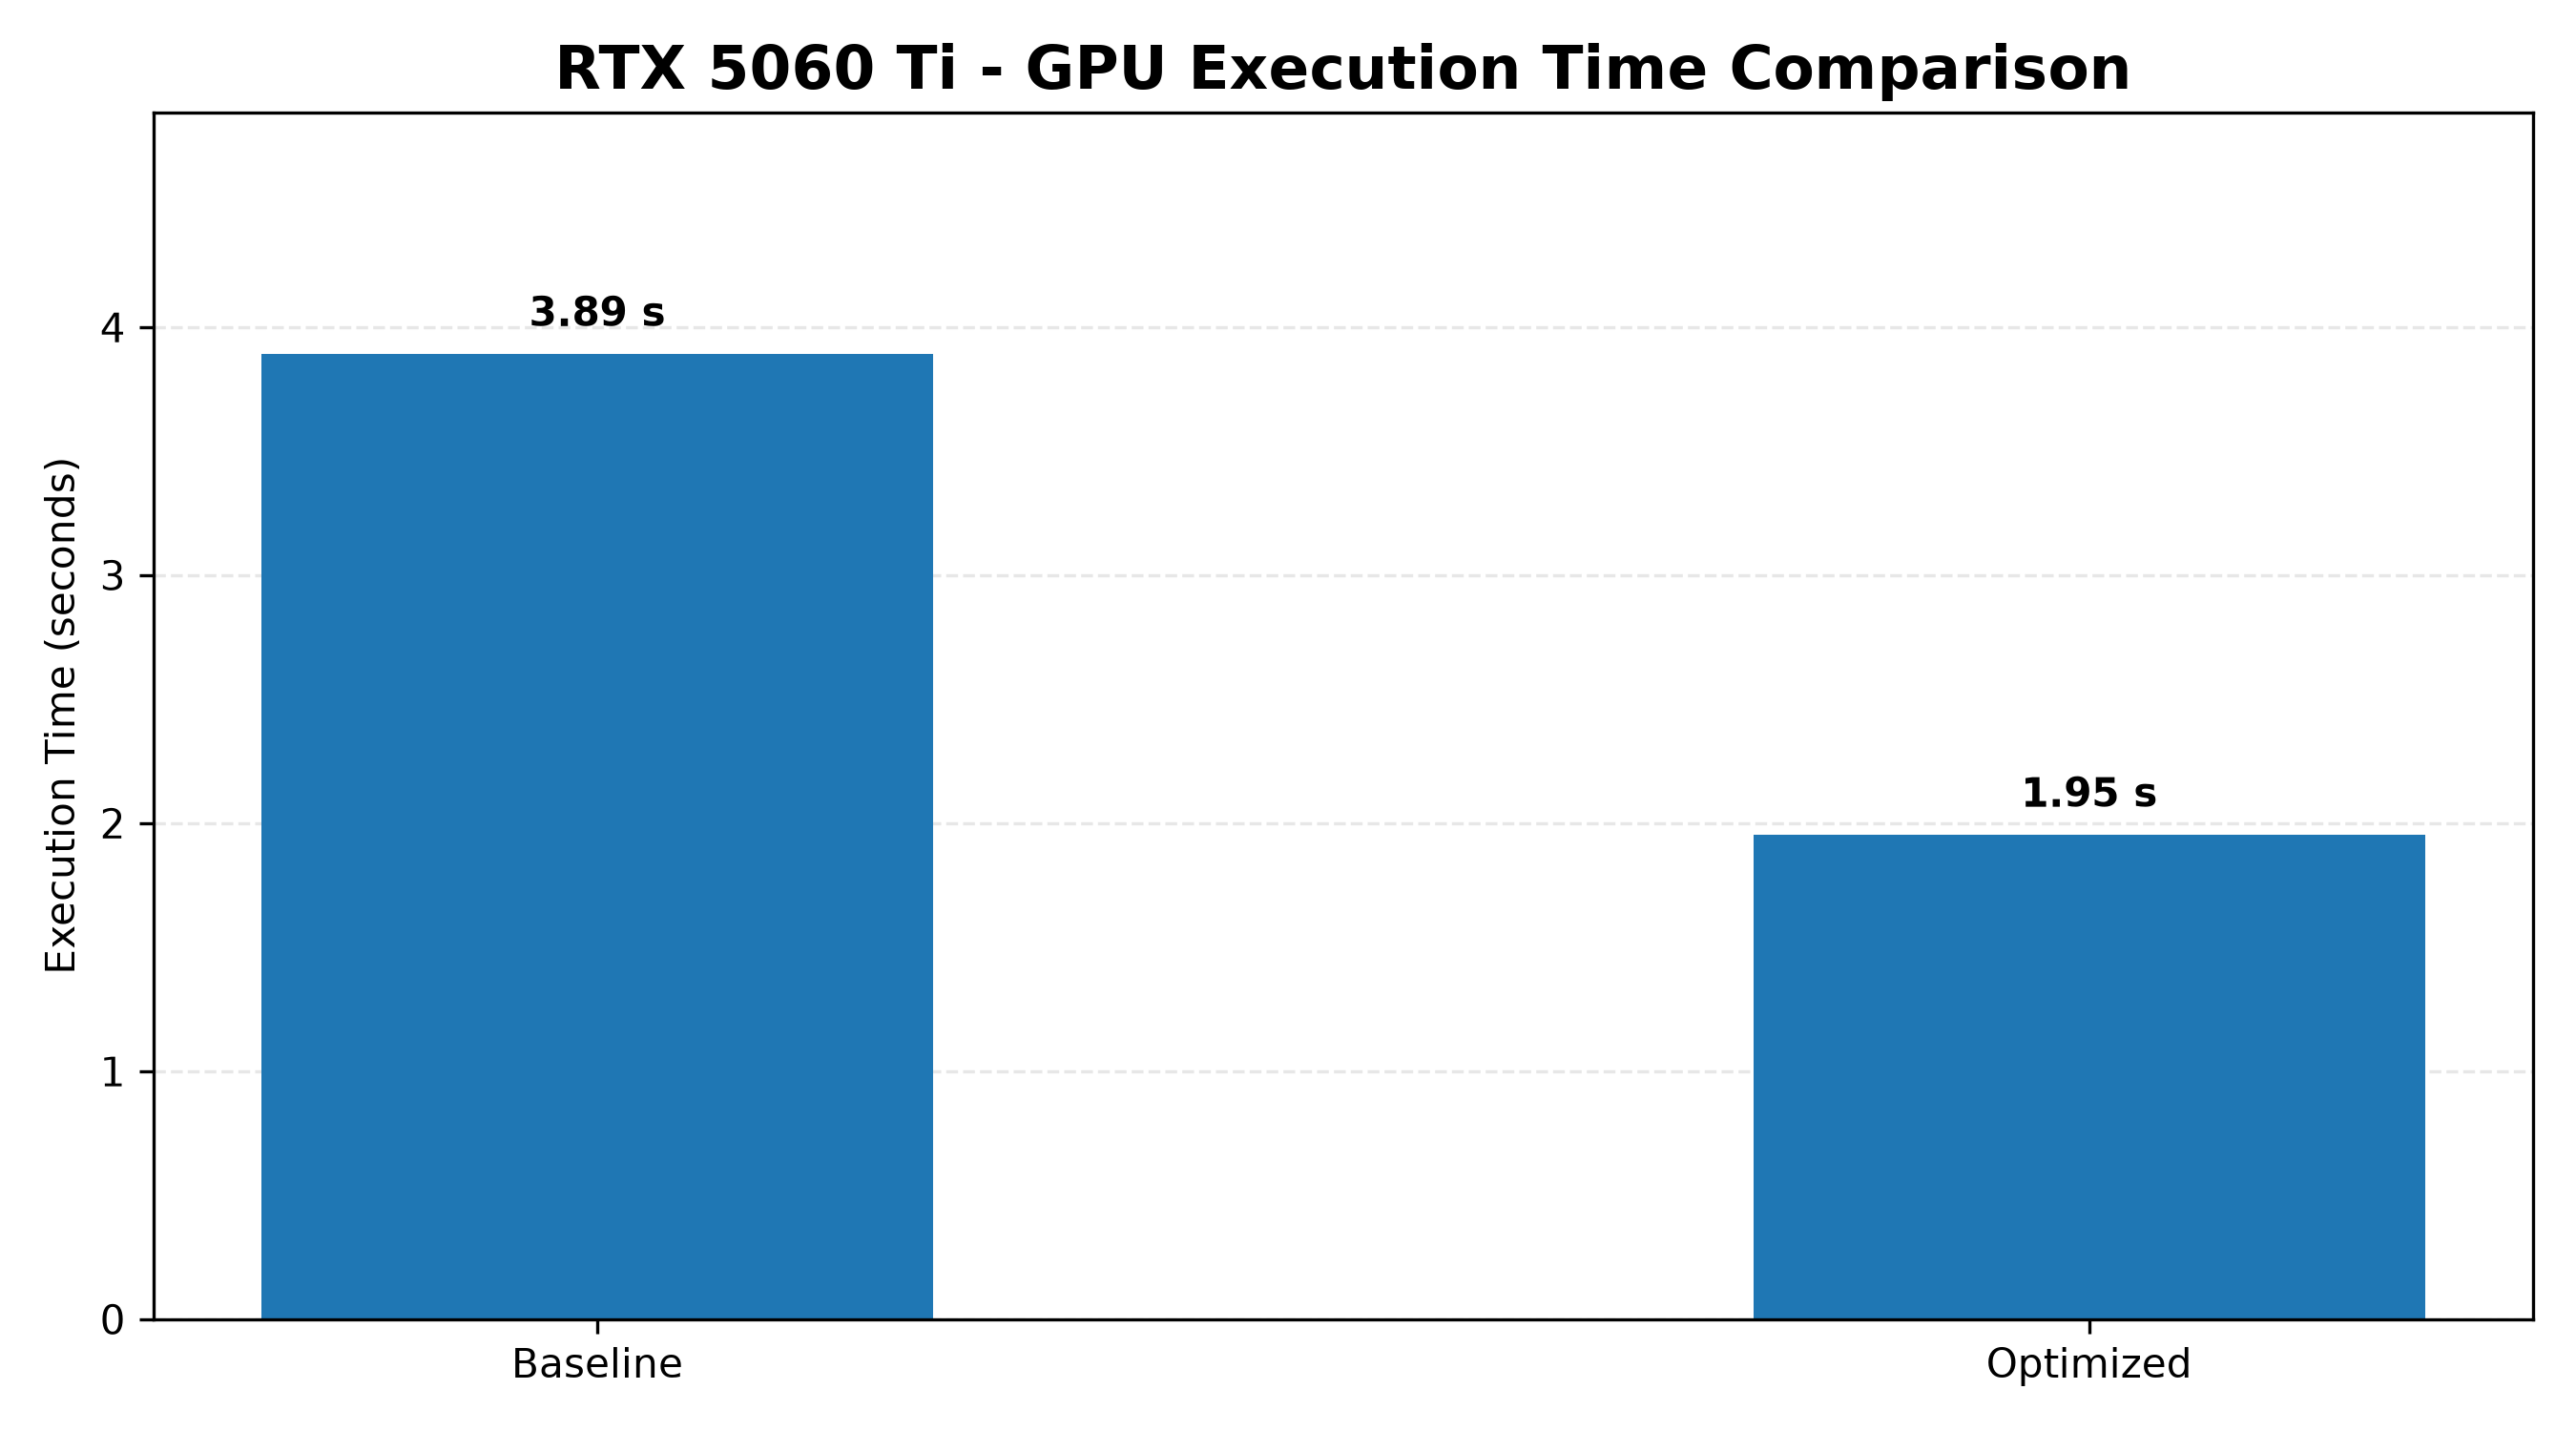 RTX 5060 Ti - GPU Execution Time Comparison
Execution Time (seconds)
4
3
2
1
0
3.89 s
1.95 s
Baseline
Optimized